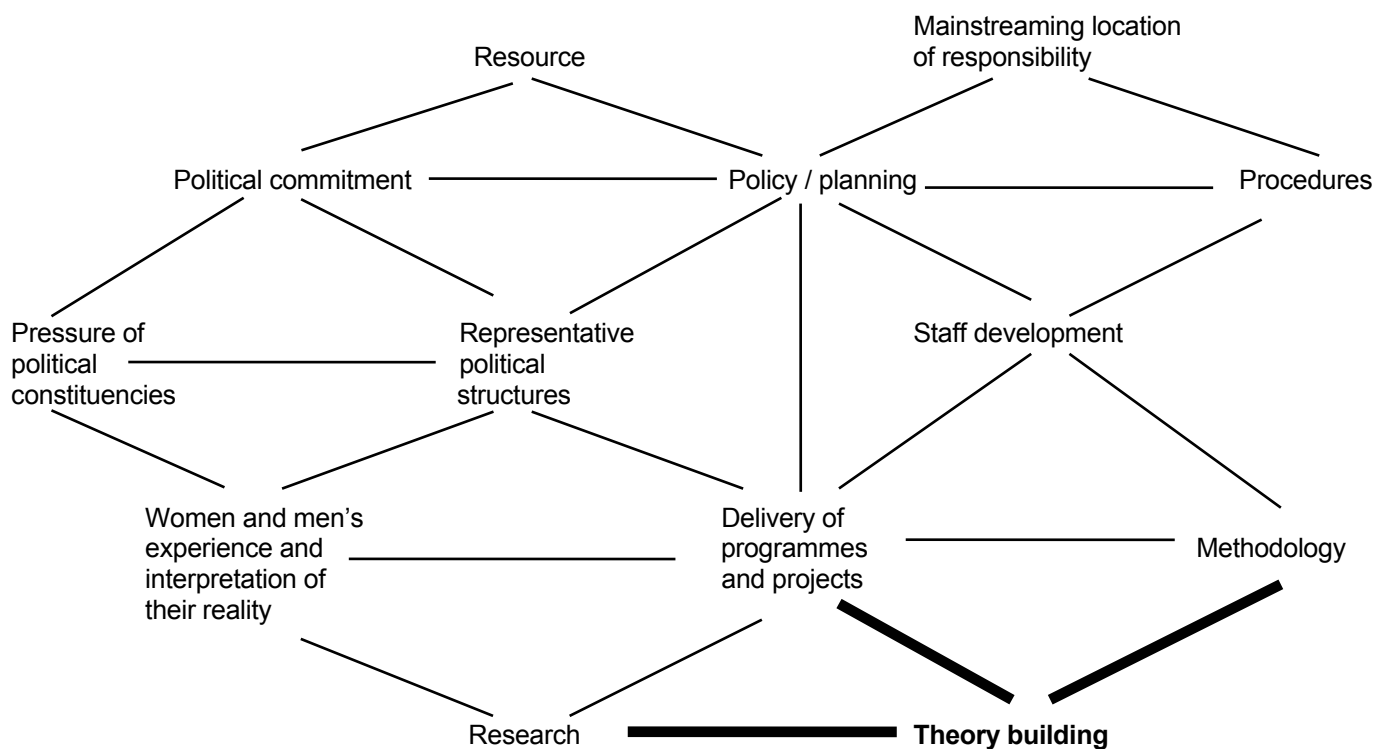 Mainstreaming location
of responsibility
Resource
Political commitment
Policy / planning
Procedures
Pressure of
political
constituencies
Representative
political
structures
Staff development
Women and men’s
experience and
interpretation of
their reality
Delivery of
programmes
and projects
Methodology
Research
Theory building